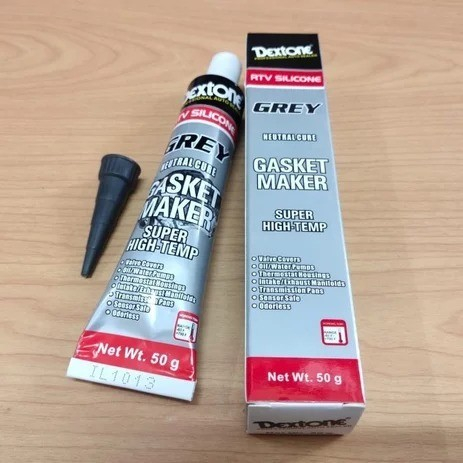 Dextone
PROFESSIONAL AUTO SEALER
RTV SILICONE
GREY
NEUTRAL CURE
GASKET
MAKER
SUPER
HIGH-TEMP
Valve Covers
Oil/Water Pumps
Thermostat Housings
Intake/Exhaust Manifolds
Transmission Pans
Sensor Safe
Odorless
Net Wt. 50 g
IL1013
Dextone
RTV SILICONE
GREY
NEUTRAL CURE
GASKET
MAKER
SUPER
HIGH-TEMP
Valve Covers
Oil/Water Pumps
Thermostat Housings
Intake/Exhaust Manifolds
Transmission Pans
Sensor Safe
Odorless
Net Wt. 50 g
Dextone